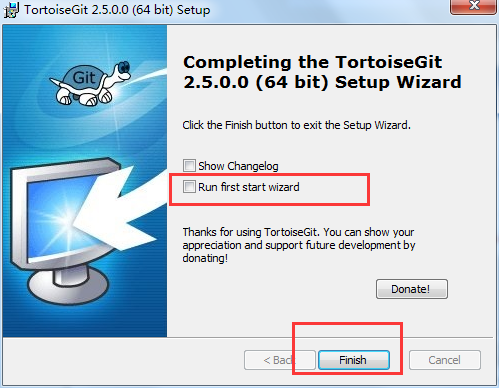 TortoiseGit 2.5.0.0 (64 bit) Setup
Git
Completing the TortoiseGit
2.5.0.0 (64 bit) Setup Wizard
Click the Finish button to exit the Setup Wizard.
Show Changelog
Run first start wizard
Thanks for using TortoiseGit. You can show your
appreciation and support future development by
donating!
Donate!
< Back
Finish
Cancel